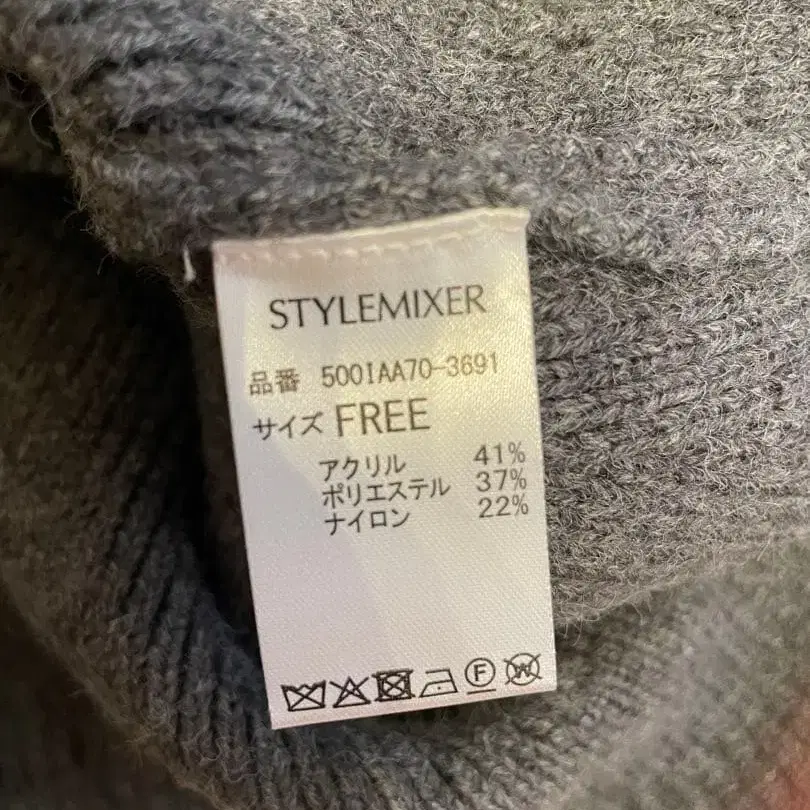 STYLEMIXER
品番 500IAA70-3691
サイズ FREE
アクリル 41%
ポリエステル 37%
ナイロン 22%
F W